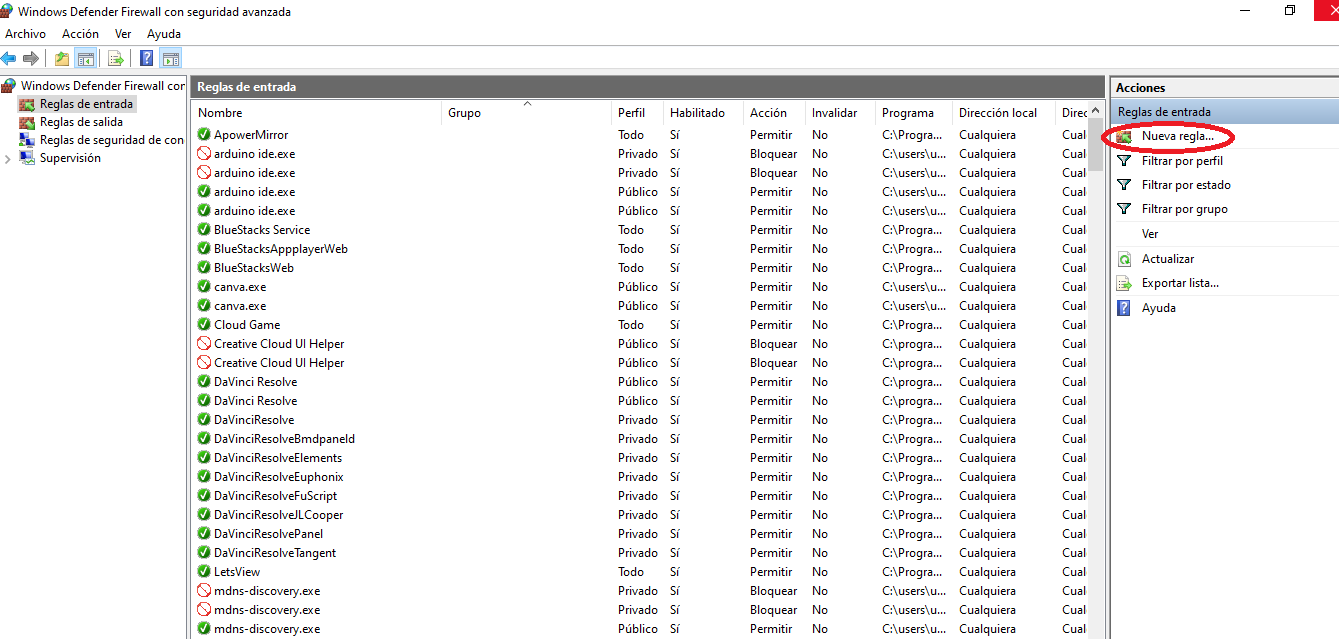 Windows Defender Firewall con seguridad avanzada
Archivo Acción Ver Ayuda
Windows Defender Firewall cor
Reglas de entrada
Reglas de salida
Reglas de seguridad de con
Supervisión
Reglas de entrada
Nombre Grupo Perfil Habilitado Acción Invalidar Programa Dirección local Direc
ApowerMirror Todo Sí Permitir No C:\Progra... Cualquiera Cual
arduino ide.exe Privado Sí Bloquear No C:\users\u... Cualquiera Cual
arduino ide.exe Privado Sí Bloquear No C:\users\u... Cualquiera Cual
arduino ide.exe Público Sí Permitir No C:\users\u... Cualquiera Cual
arduino ide.exe Público Sí Permitir No C:\users\u... Cualquiera Cual
BlueStacks Service Todo Sí Permitir No C:\Progra... Cualquiera Cual
BlueStacksAppplayerWeb Todo Sí Permitir No C:\Progra... Cualquiera Cual
BlueStacksWeb Todo Sí Permitir No C:\Progra... Cualquiera Cual
canva.exe Público Sí Permitir No C:\users\u... Cualquiera Cual
canva.exe Público Sí Permitir No C:\users\u... Cualquiera Cual
Cloud Game Todo Sí Permitir No C:\Progra... Cualquiera Cual
Creative Cloud UI Helper Público Sí Bloquear No C:\progra... Cualquiera Cual
Creative Cloud UI Helper Público Sí Bloquear No C:\progra... Cualquiera Cual
DaVinci Resolve Público Sí Permitir No C:\progra... Cualquiera Cual
DaVinci Resolve Público Sí Permitir No C:\progra... Cualquiera Cual
DaVinciResolve Privado Sí Permitir No C:\Progra... Cualquiera Cual
DaVinciResolveBmdpaneld Privado Sí Permitir No C:\Progra... Cualquiera Cual
DaVinciResolveElements Privado Sí Permitir No C:\Progra... Cualquiera Cual
DaVinciResolveEuphonix Privado Sí Permitir No C:\Progra... Cualquiera Cual
DaVinciResolveFuScript Privado Sí Permitir No C:\Progra... Cualquiera Cual
DaVinciResolveJLCooper Privado Sí Permitir No C:\Progra... Cualquiera Cual
DaVinciResolvePanel Privado Sí Permitir No C:\Progra... Cualquiera Cual
DaVinciResolveTangent Privado Sí Permitir No C:\Progra... Cualquiera Cual
LetsView Todo Sí Permitir No C:\Progra... Cualquiera Cual
mdns-discovery.exe Privado Sí Bloquear No C:\users\u... Cualquiera Cual
mdns-discovery.exe Privado Sí Bloquear No C:\users\u... Cualquiera Cual
mdns-discovery.exe Público Sí Permitir No C:\users\u... Cualquiera Cual
Acciones
Reglas de entrada
Nueva regla...
Filtrar por perfil
Filtrar por estado
Filtrar por grupo
Ver
Actualizar
Exportar lista...
Ayuda